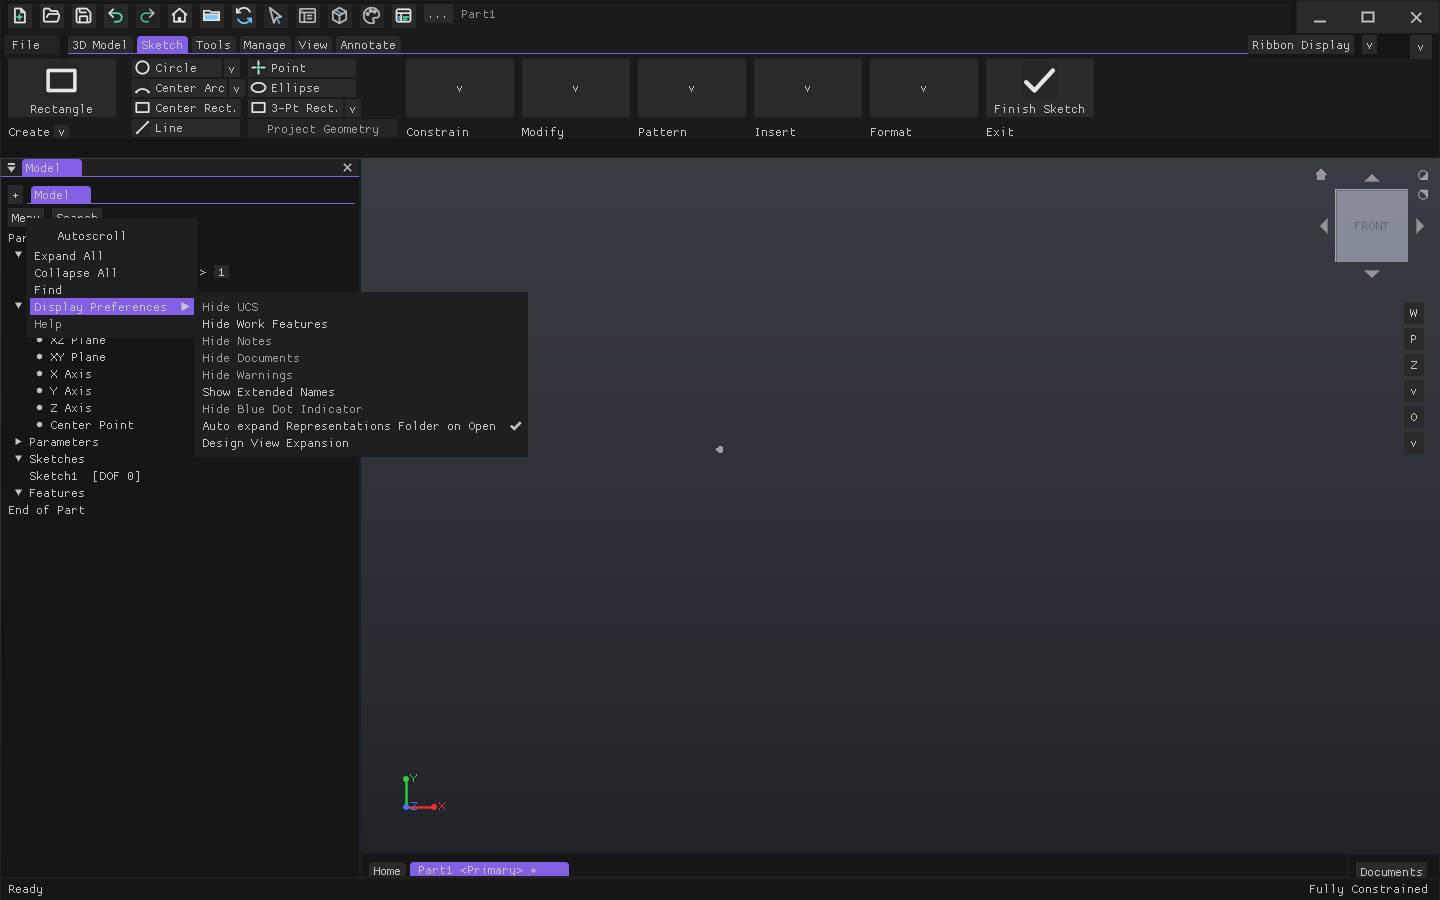 ... Part1
File 3D Model Sketch Tools Manage View Annotate Ribbon Display v v
Rectangle
Circle v Point
Center Arc v Ellipse
Center Rect. 3-Pt Rect. v
Line Project Geometry
v v v v v
Finish Sketch
Create v Constrain Modify Pattern Insert Format Exit
Model
+ Model
Menu Search
Autoscroll
Expand All
Collapse All > 1
Find
Display Preferences
Help
Hide UCS
Hide Work Features
Hide Notes
Hide Documents
Hide Warnings
Show Extended Names
Hide Blue Dot Indicator
Auto expand Representations Folder on Open
Design View Expansion
XZ Plane
XY Plane
X Axis
Y Axis
Z Axis
Center Point
Parameters
Sketches
Sketch1 [DOF 0]
Features
End of Part
FRONT
W
P
Z
v
O
v
Y
Z X
Home Part1 <Primary> * Documents
Ready Fully Constrained